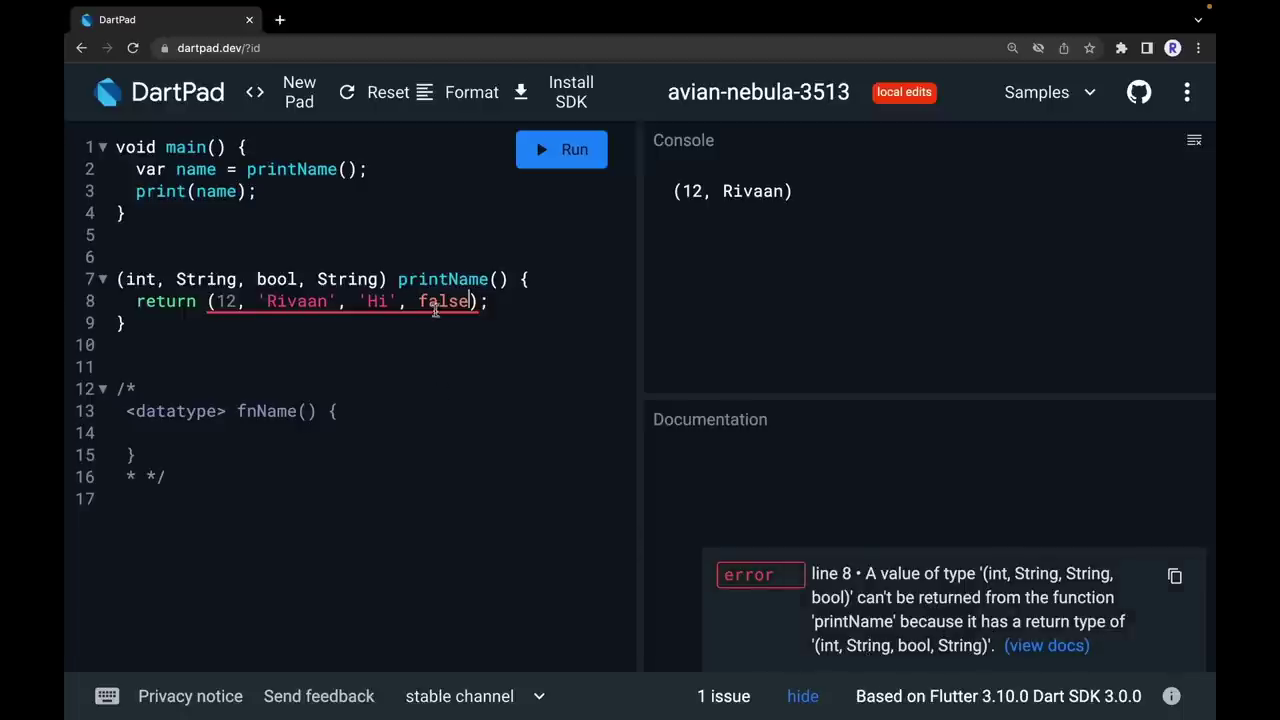 DartPad
dartpad.dev/?id
R
DartPad
New Pad
Reset
Format
Install SDK
avian-nebula-3513
local edits
Samples
1 void main() {
2 var name = printName();
3 print(name);
4 }
5
6
7 (int, String, bool, String) printName() {
8 return (12, 'Rivaan', 'Hi', false);
9 }
10
11
12 /*
13 <datatype> fnName() {
14
15 }
16 * */
17
Run
Console
(12, Rivaan)
Documentation
error
line 8 • A value of type '(int, String, String,
bool)' can't be returned from the function
'printName' because it has a return type of
'(int, String, bool, String)'. (view docs)
Privacy notice
Send feedback
stable channel
1 issue
hide
Based on Flutter 3.10.0 Dart SDK 3.0.0